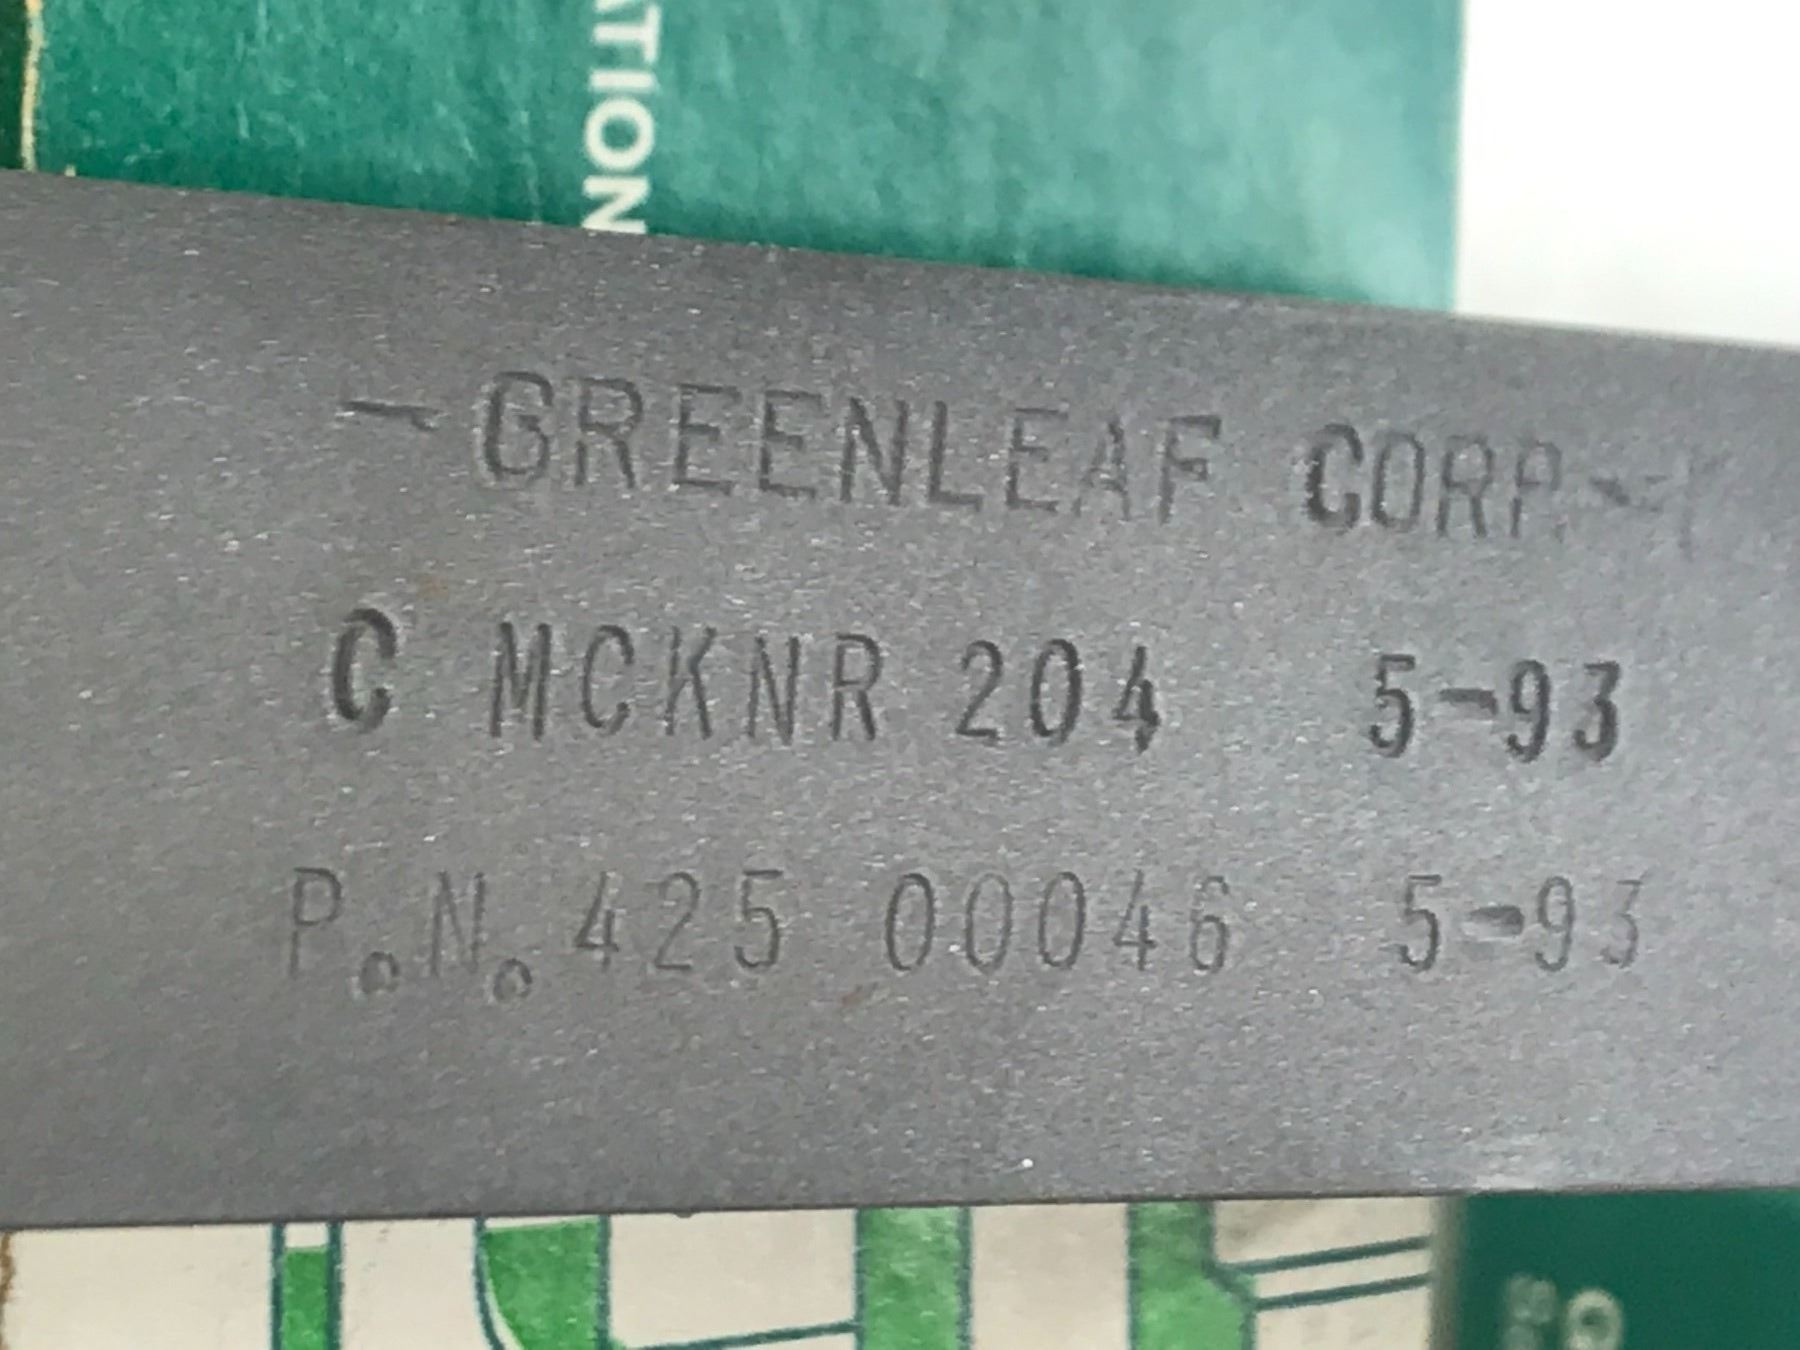 ATION
-GREENLEAF CORP.-
C MCKNR 204 5-93
P.N. 425 00046 5-93